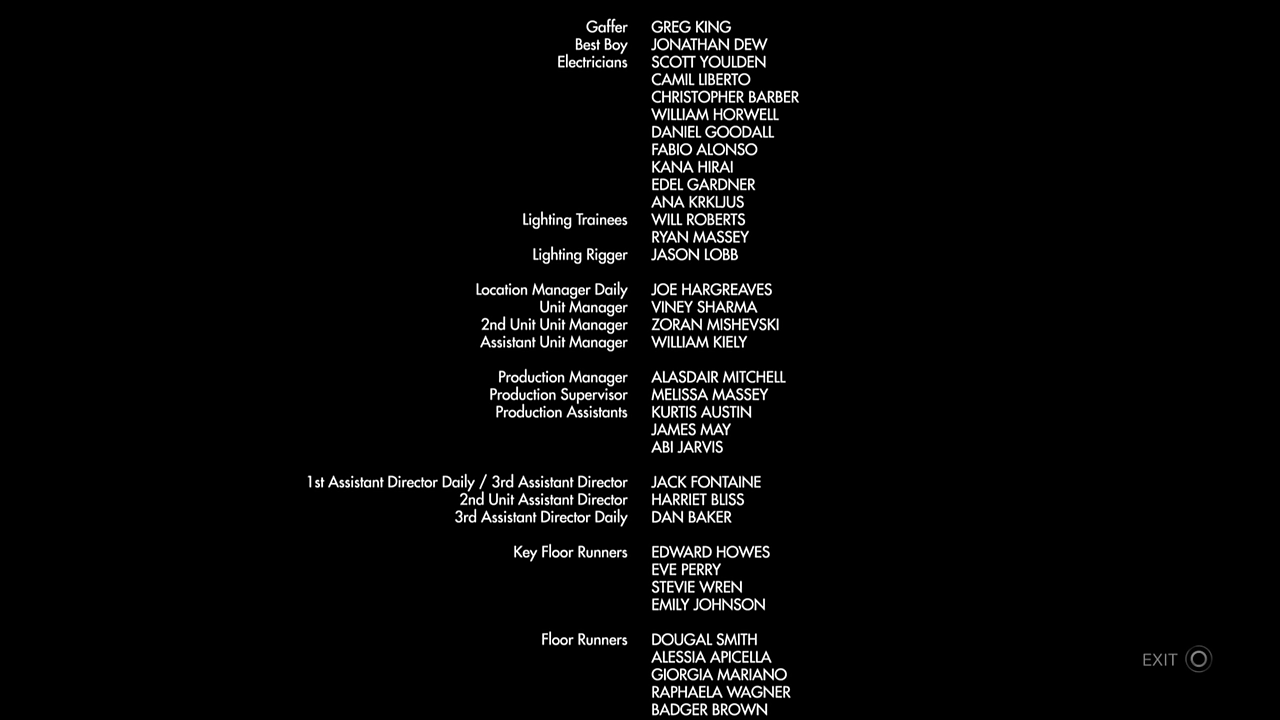 Gaffer GREG KING
Best Boy JONATHAN DEW
Electricians SCOTT YOULDEN
CAMIL LIBERTO
CHRISTOPHER BARBER
WILLIAM HORWELL
DANIEL GOODALL
FABIO ALONSO
KANA HIRAI
EDEL GARDNER
ANA KRKLJUS
Lighting Trainees WILL ROBERTS
RYAN MASSEY
Lighting Rigger JASON LOBB
Location Manager Daily JOE HARGREAVES
Unit Manager VINEY SHARMA
2nd Unit Unit Manager ZORAN MISHEVSKI
Assistant Unit Manager WILLIAM KIELY
Production Manager ALASDAIR MITCHELL
Production Supervisor MELISSA MASSEY
Production Assistants KURTIS AUSTIN
JAMES MAY
ABI JARVIS
1st Assistant Director Daily / 3rd Assistant Director JACK FONTAINE
2nd Unit Assistant Director HARRIET BLISS
3rd Assistant Director Daily DAN BAKER
Key Floor Runners EDWARD HOWES
EVE PERRY
STEVIE WREN
EMILY JOHNSON
Floor Runners DOUGAL SMITH
ALESSIA APICELLA
GIORGIA MARIANO
RAPHAELA WAGNER
BADGER BROWN
EXIT